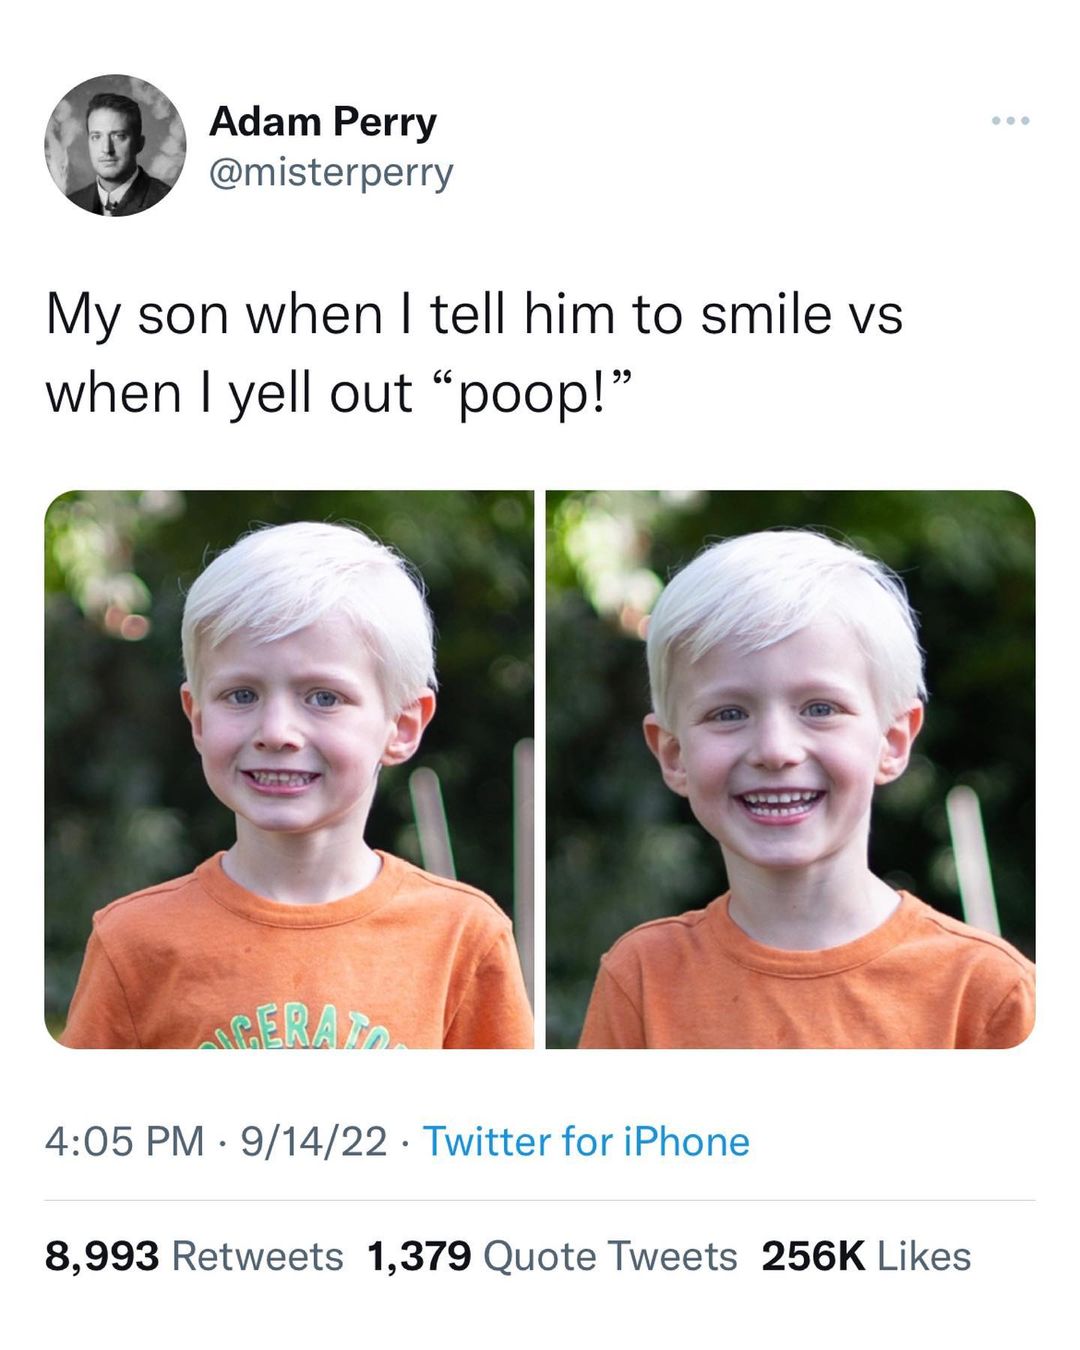 Adam Perry
@misterperry
My son when I tell him to smile vs
when I yell out “poop!”
4:05 PM · 9/14/22 · Twitter for iPhone
8,993 Retweets 1,379 Quote Tweets 256K Likes